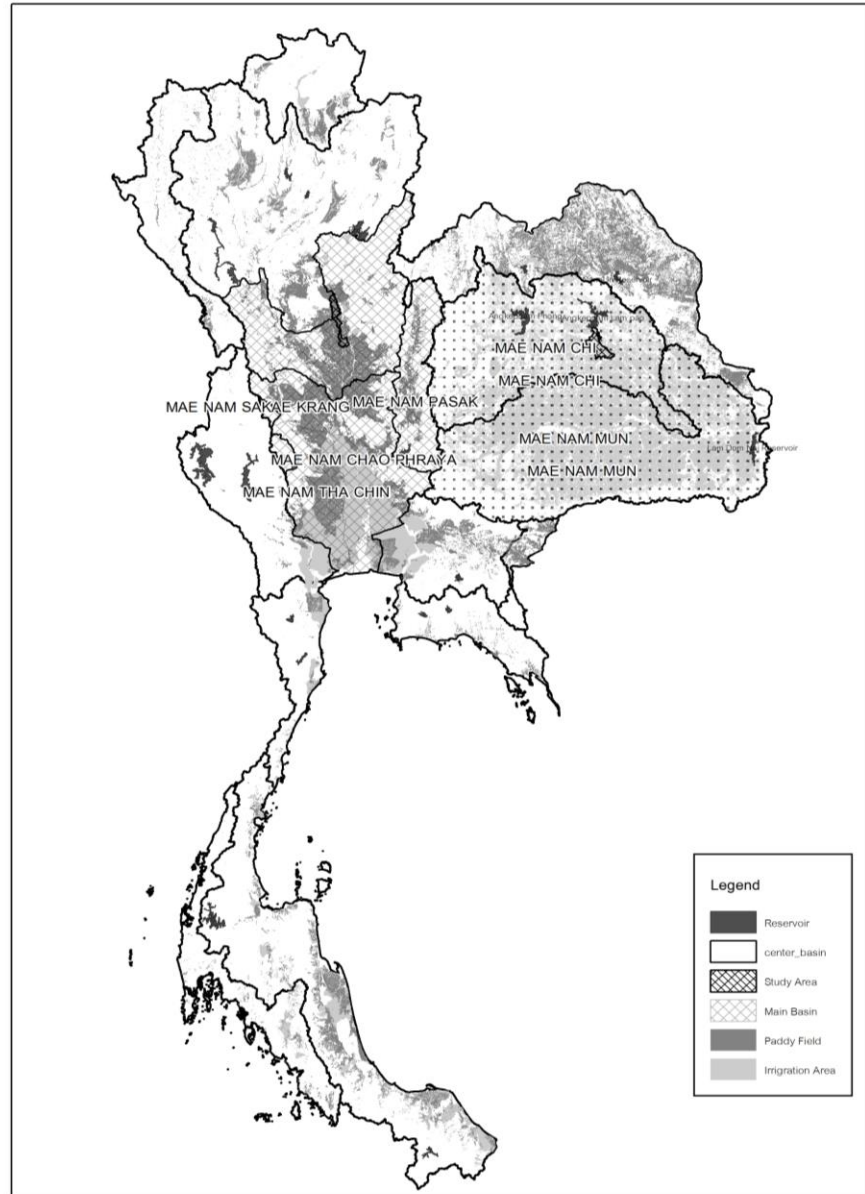 MAE NAM CHI
MAE NAM CHI
MAE NAM SAKAE KRANG
MAE NAM PASAK
MAE NAM MUN
MAE NAM CHAO PHRAYA
MAE NAM MUN
MAE NAM THA CHIN
Legend
Reservoir
center_basin
Study Area
Main Basin
Paddy Field
Irrigration Area